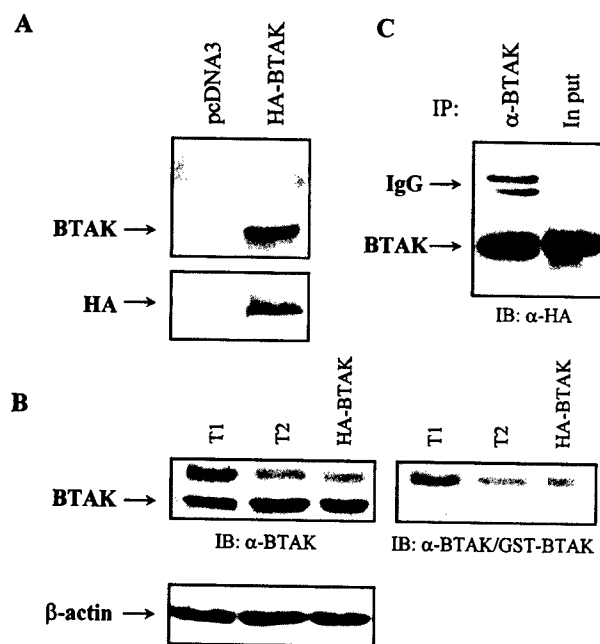 A
pcDNA3
HA-BTAK
BTAK →
HA →
C
IP:
α-BTAK
In put
IgG →
BTAK →
IB: α-HA
B
T1
T2
HA-BTAK
BTAK →
IB: α-BTAK
T1
T2
HA-BTAK
IB: α-BTAK/GST-BTAK
β-actin →